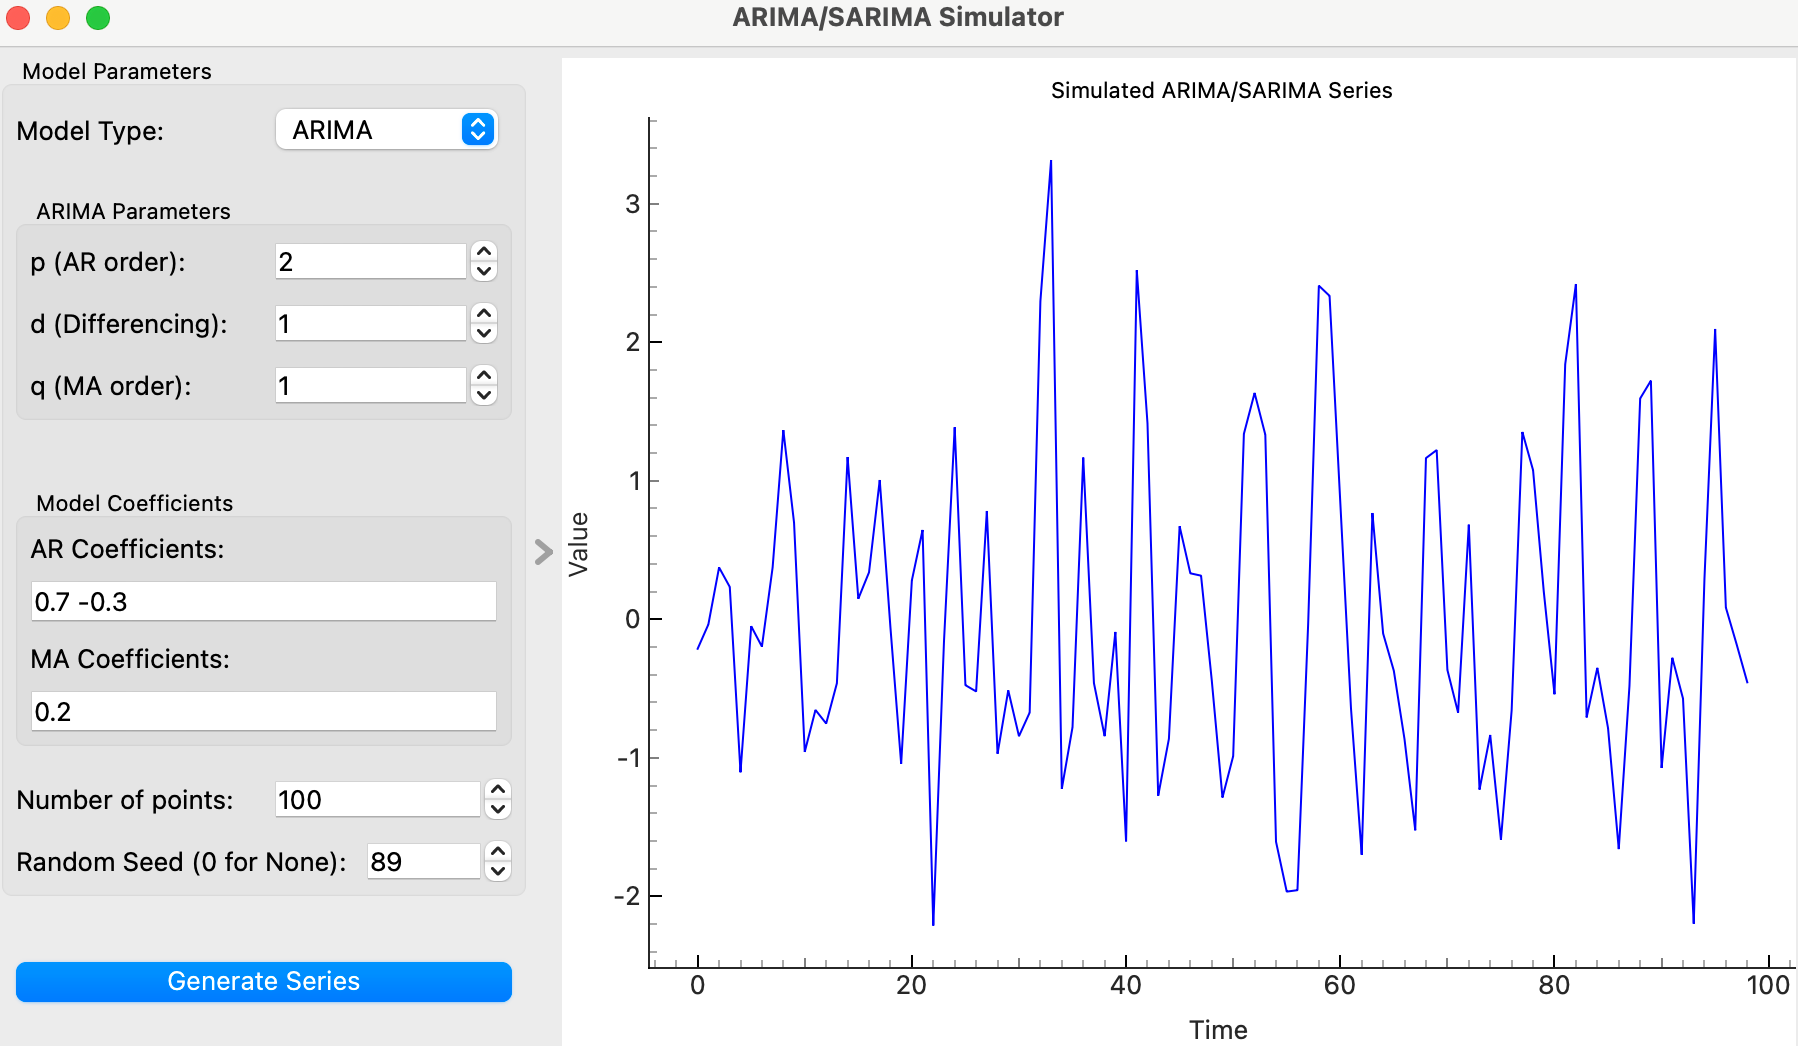 ARIMA/SARIMA Simulator
Model Parameters
Model Type:
ARIMA
ARIMA Parameters
p (AR order):
2
d (Differencing):
1
q (MA order):
1
Model Coefficients
AR Coefficients:
0.7 -0.3
MA Coefficients:
0.2
Number of points:
100
Random Seed (0 for None):
89
Generate Series
Simulated ARIMA/SARIMA Series
Value
3
2
1
0
-1
-2
0
20
40
60
80
100
Time